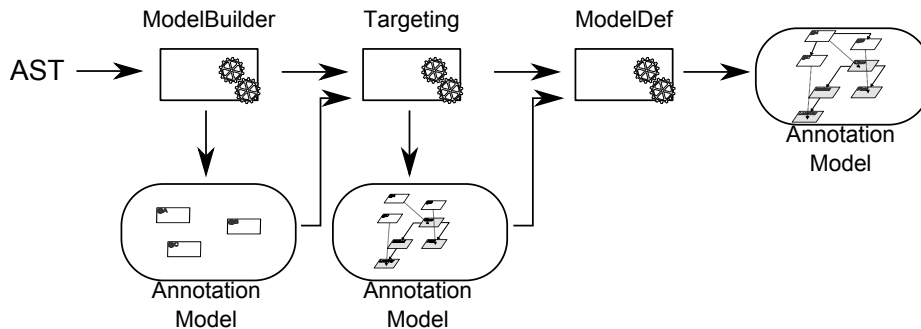 ModelBuilder
Targeting
ModelDef
AST
Annotation
Model
@A
@B
@C
Annotation
Model
Annotation
Model